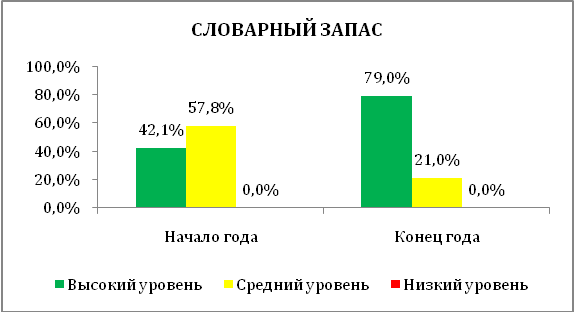 СЛОВАРНЫЙ ЗАПАС
100,0%
80,0%
60,0%
40,0%
20,0%
0,0%
42,1%
57,8%
0,0%
79,0%
21,0%
0,0%
Начало года
Конец года
Высокий уровень
Средний уровень
Низкий уровень